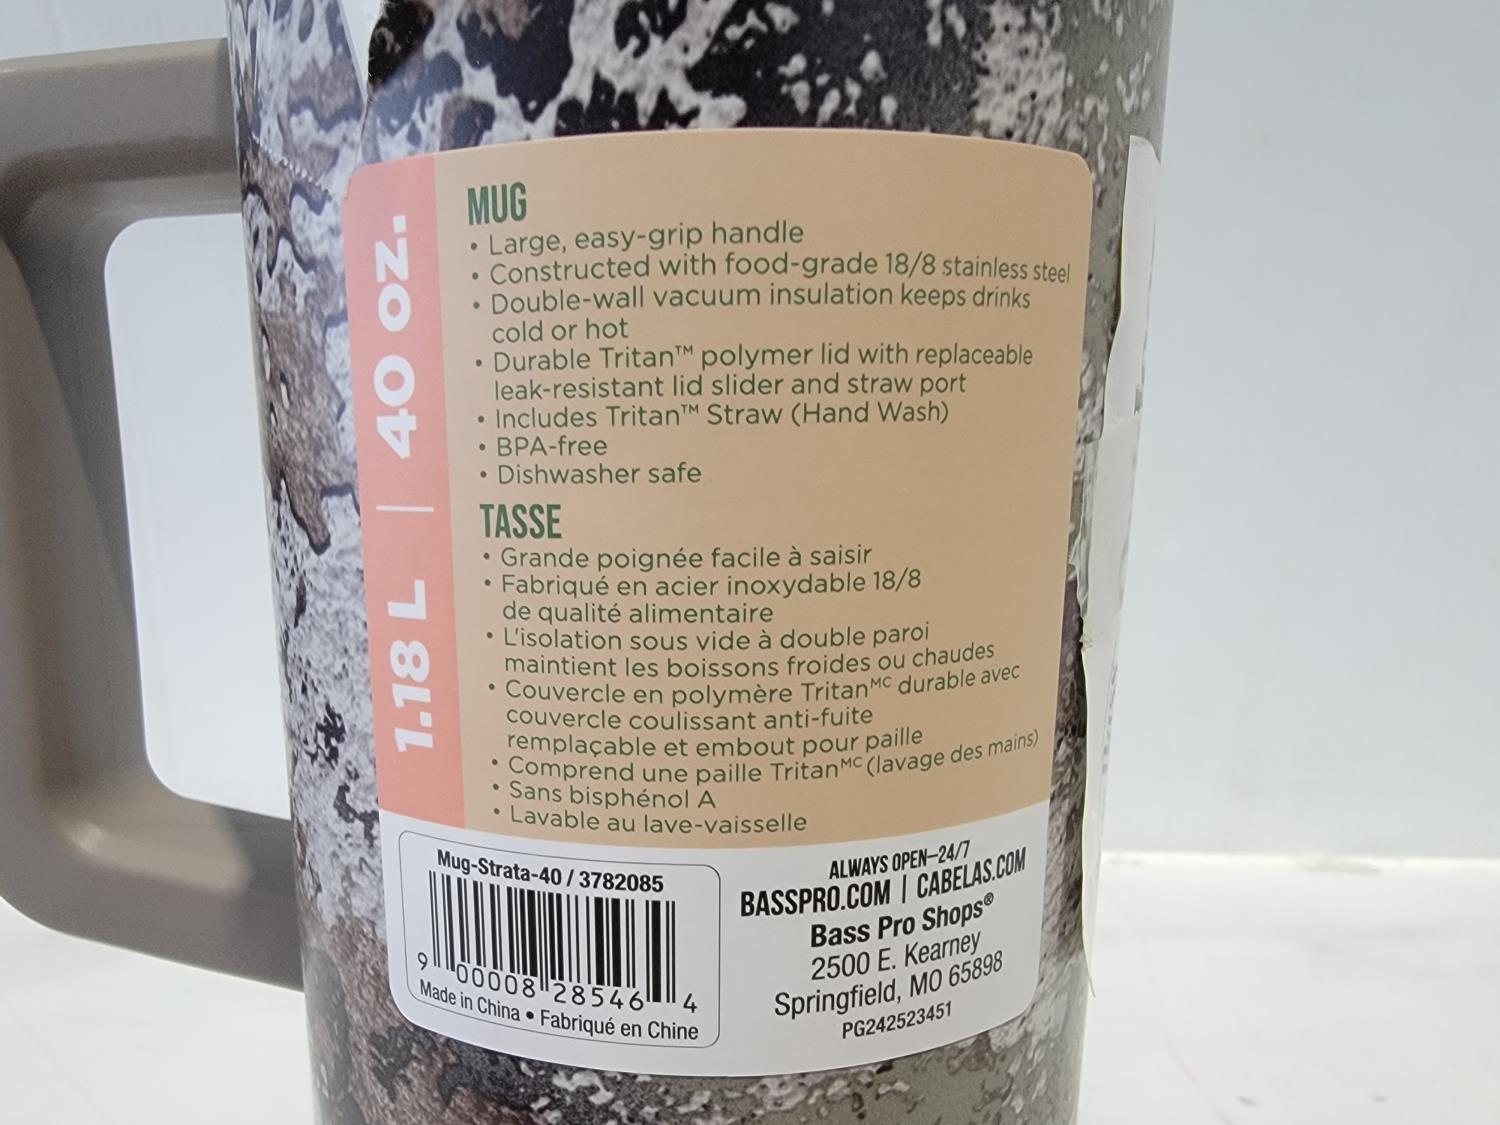 1.18 L | 40 OZ.
MUG
• Large, easy-grip handle
• Constructed with food-grade 18/8 stainless steel
• Double-wall vacuum insulation keeps drinks
cold or hot
• Durable Tritan™ polymer lid with replaceable
leak-resistant lid slider and straw port
• Includes Tritan™ Straw (Hand Wash)
• BPA-free
• Dishwasher safe
TASSE
• Grande poignée facile à saisir
• Fabriqué en acier inoxydable 18/8
de qualité alimentaire
• L'isolation sous vide à double paroi
maintient les boissons froides ou chaudes
• Couvercle en polymère Tritanᴹᶜ durable avec
couvercle coulissant anti-fuite
remplaçable et embout pour paille
• Comprend une paille Tritanᴹᶜ (lavage des mains)
• Sans bisphénol A
• Lavable au lave-vaisselle
Mug-Strata-40 / 3782085
9 00008 28546 4
Made in China • Fabriqué en Chine
ALWAYS OPEN—24/7
BASSPRO.COM | CABELAS.COM
Bass Pro Shops®
2500 E. Kearney
Springfield, MO 65898
PG242523451